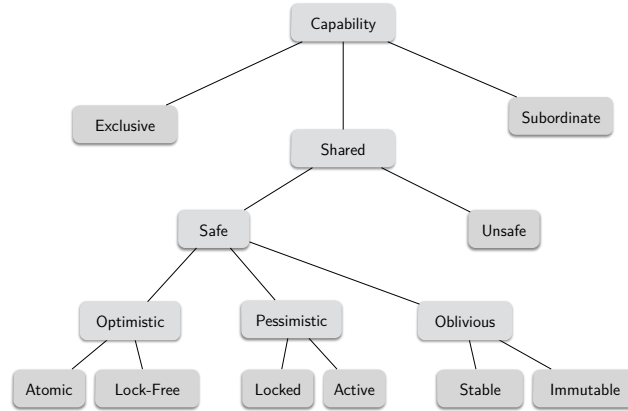 Capability
Exclusive
Subordinate
Shared
Safe
Unsafe
Optimistic
Pessimistic
Oblivious
Atomic
Lock-Free
Locked
Active
Stable
Immutable